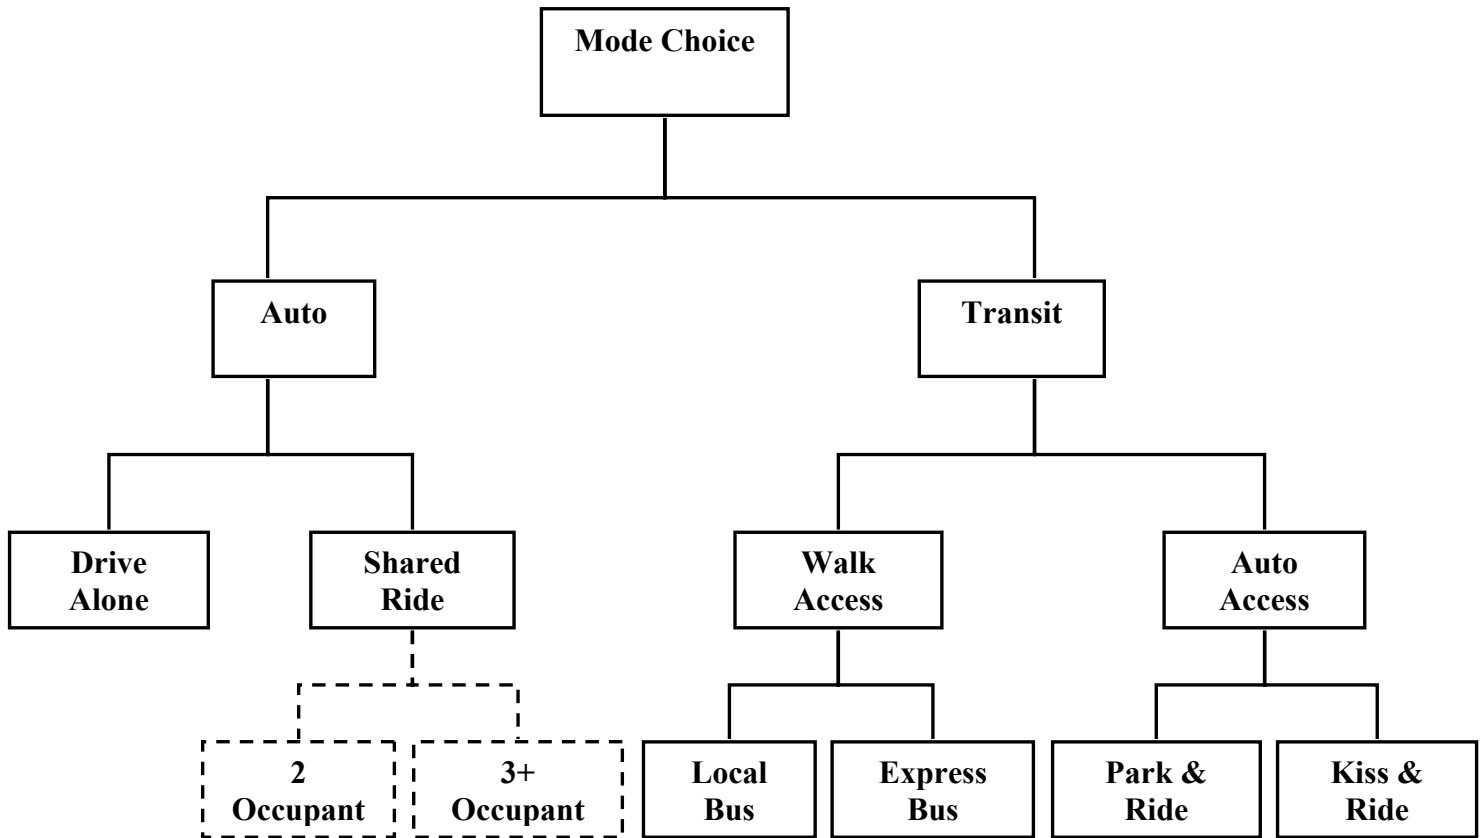 Mode Choice
Auto
Transit
Drive
Alone
Shared
Ride
Walk
Access
Auto
Access
2
Occupant
3+
Occupant
Local
Bus
Express
Bus
Park &
Ride
Kiss &
Ride